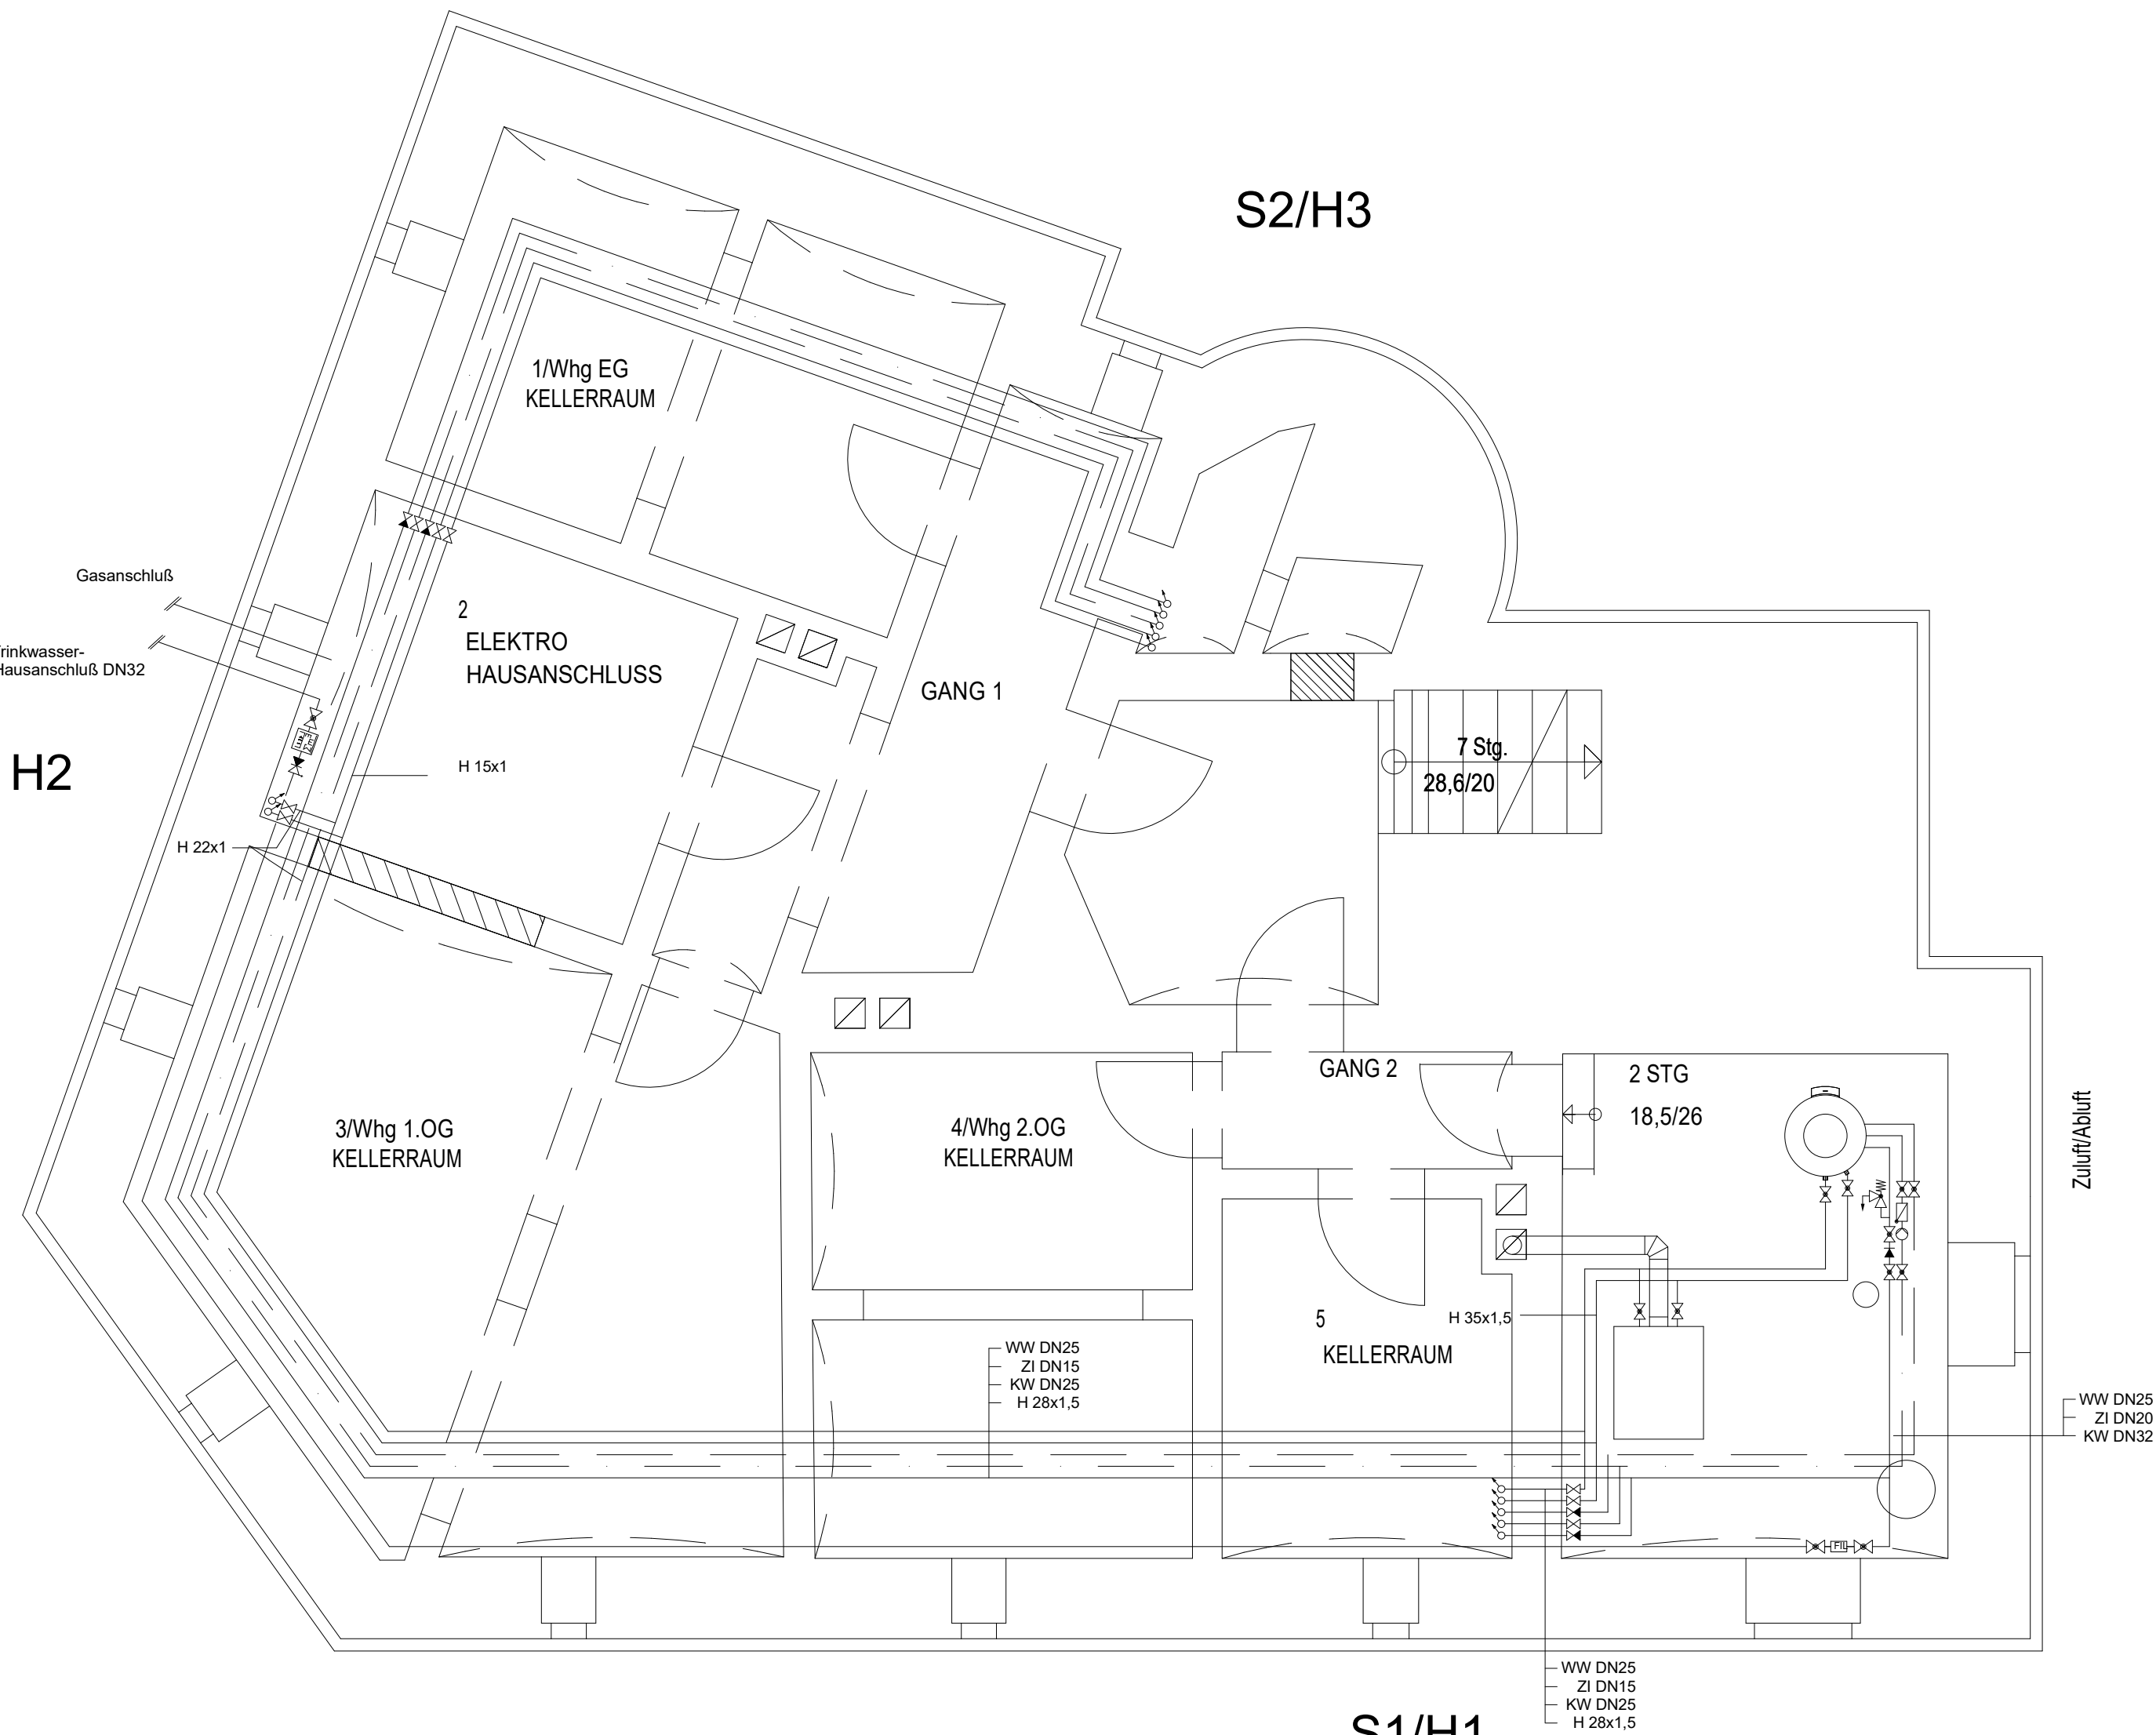 S2/H3
1/Whg EG
KELLERRAUM
Gasanschluß
2
ELEKTRO
HAUSANSCHLUSS
rinkwasser-
Hausanschluß DN32
GANG 1
H2
H 15x1
7 Stg.
28,6/20
H 22x1
GANG 2
2 STG
18,5/26
Zuluft/Abluft
3/Whg 1.OG
KELLERRAUM
4/Whg 2.OG
KELLERRAUM
5
KELLERRAUM
H 35x1,5
WW DN25
ZI DN15
KW DN25
H 28x1,5
WW DN25
ZI DN20
KW DN32
FIL
WW DN25
ZI DN15
KW DN25
H 28x1,5
S1/H1